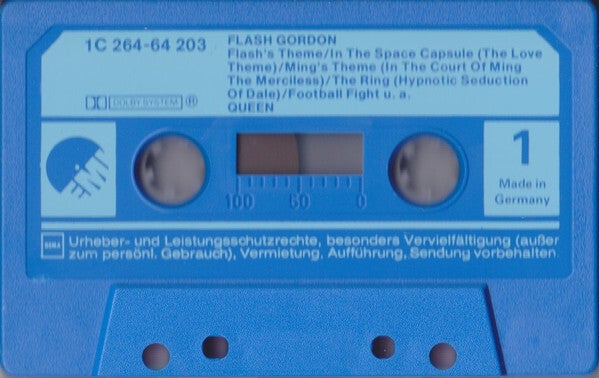 1C 264-64 203
FLASH GORDON
Flash's Theme/In The Space Capsule (The Love
Theme)/Ming's Theme (In The Court Of Ming
The Merciless)/The Ring (Hypnotic Seduction
Of Dale)/Football Fight u. a.
QUEEN
DOLBY SYSTEM ®
EMI
100 50 0
1
Made in
Germany
GEMA
Urheber- und Leistungsschutzrechte, besonders Vervielfältigung (außer
zum persönl. Gebrauch), Vermietung, Aufführung, Sendung vorbehalten